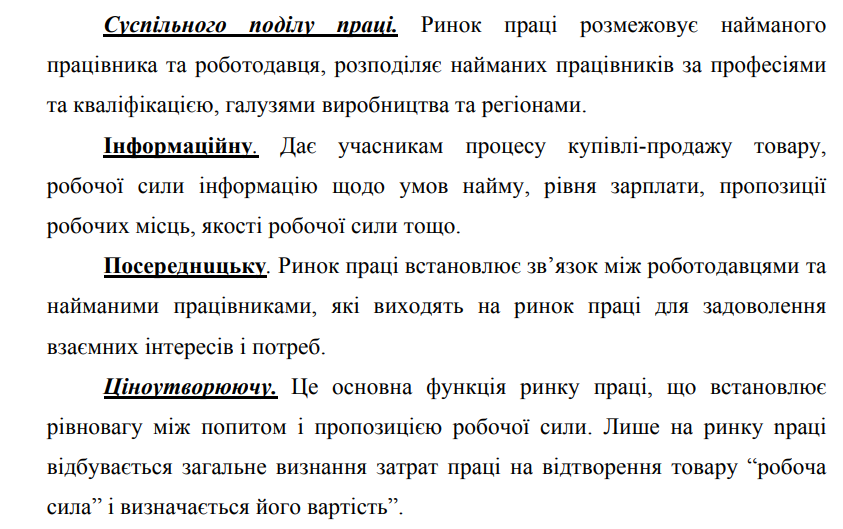 Суспільного поділу праці. Ринок праці розмежовує найманого
працівника та роботодавця, розподіляє найманих працівників за професіями
та кваліфікацією, галузями виробництва та регіонами.
Інформаційну. Дає учасникам процесу купівлі-продажу товару,
робочої сили інформацію щодо умов найму, рівня зарплати, пропозиції
робочих місць, якості робочої сили тощо.
Посередницьку. Ринок праці встановлює зв’язок між роботодавцями та
найманими працівниками, які виходять на ринок праці для задоволення
взаємних інтересів і потреб.
Ціноутворюючу. Це основна функція ринку праці, що встановлює
рівновагу між попитом і пропозицією робочої сили. Лише на ринку nраці
відбувається загальне визнання затрат праці на відтворення товару “робоча
сила” і визначається його вартість”.